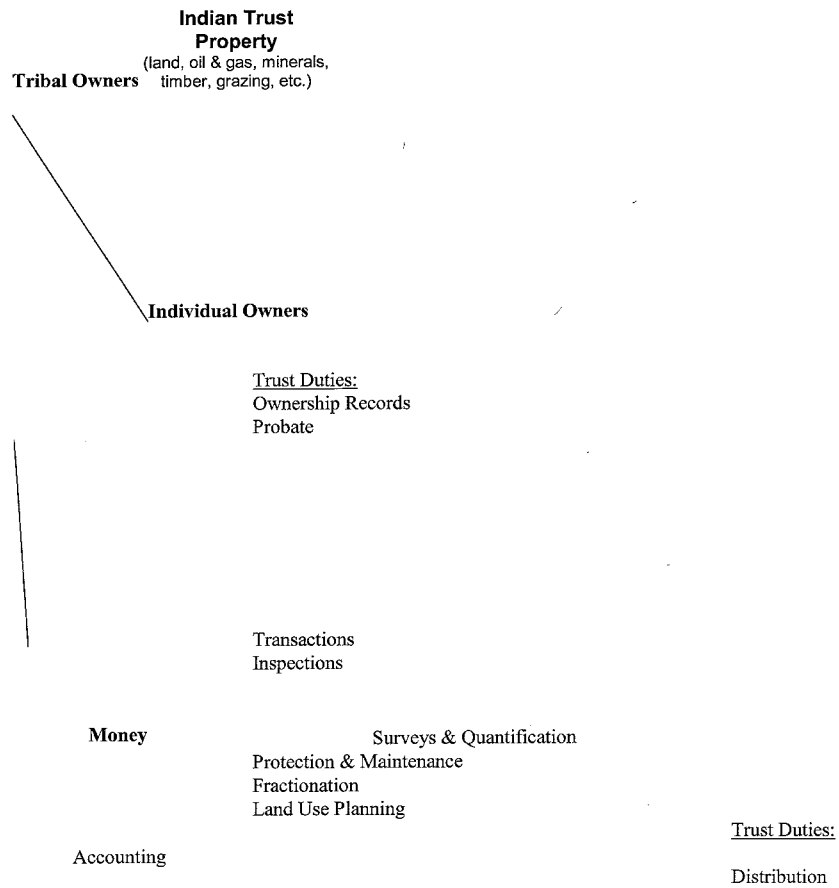 Indian Trust
Property
(land, oil & gas, minerals,
Tribal Owners timber, grazing, etc.)
Individual Owners
Trust Duties:
Ownership Records
Probate
Transactions
Inspections
Money Surveys & Quantification
Protection & Maintenance
Fractionation
Land Use Planning
Trust Duties:
Accounting
Distribution